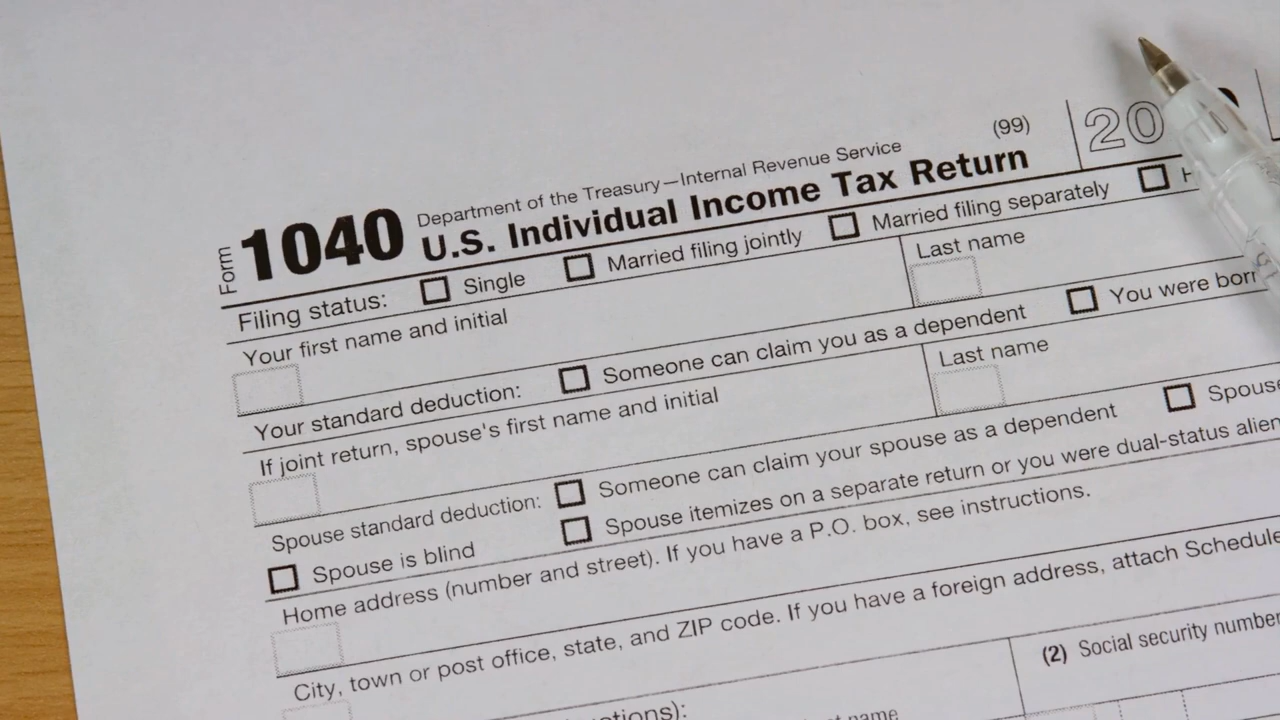 Form 1040 Department of the Treasury—Internal Revenue Service (99)
U.S. Individual Income Tax Return 20
Filing status: Single Married filing jointly Married filing separately
Your first name and initial Last name
Your standard deduction: Someone can claim you as a dependent You were
If joint return, spouse's first name and initial Last name
Spouse standard deduction: Someone can claim your spouse as a dependent Spouse
Spouse is blind Spouse itemizes on a separate return or you were dual-status alien
Home address (number and street). If you have a P.O. box, see instructions.
City, town or post office, state, and ZIP code. If you have a foreign address, attach Schedule
(2) Social security number
name